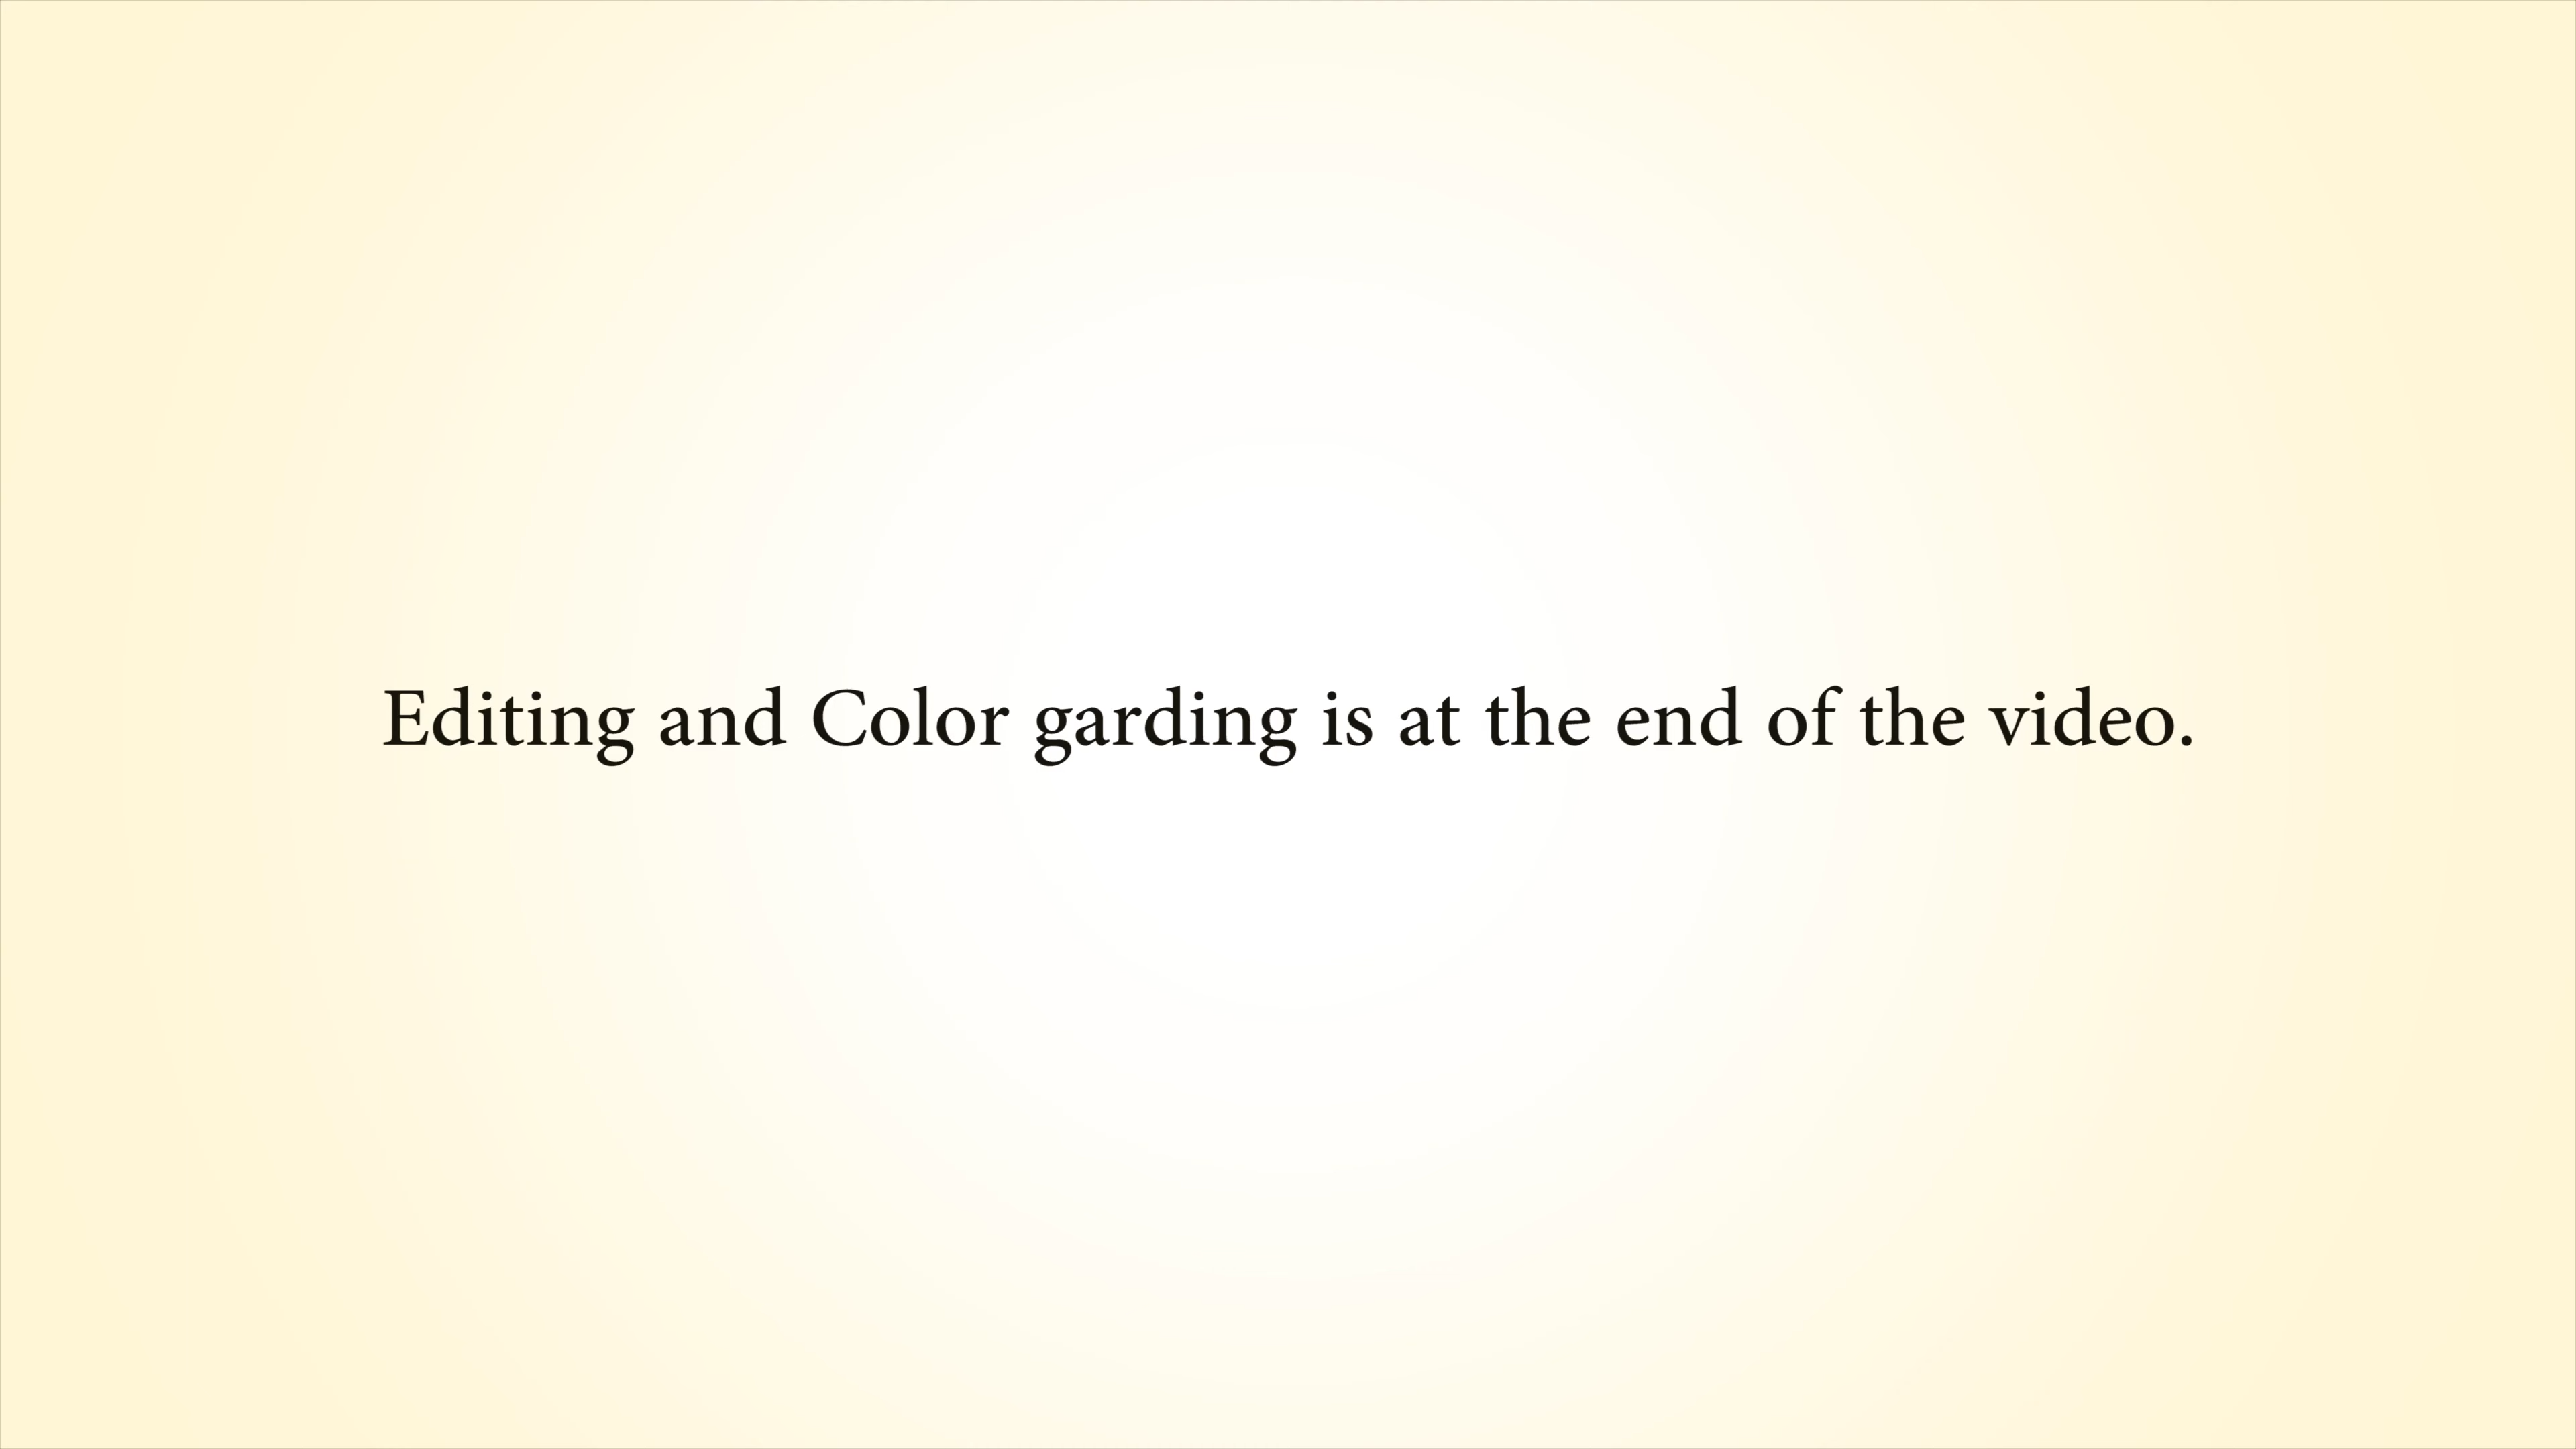 Editing and Color garding is at the end of the video.